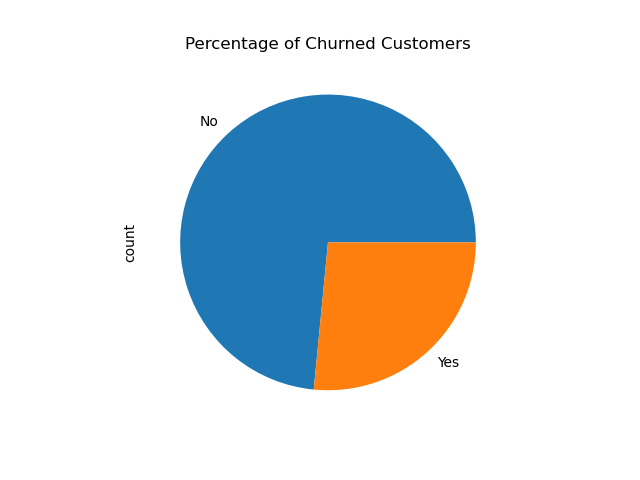 Percentage of Churned Customers
No
count
Yes